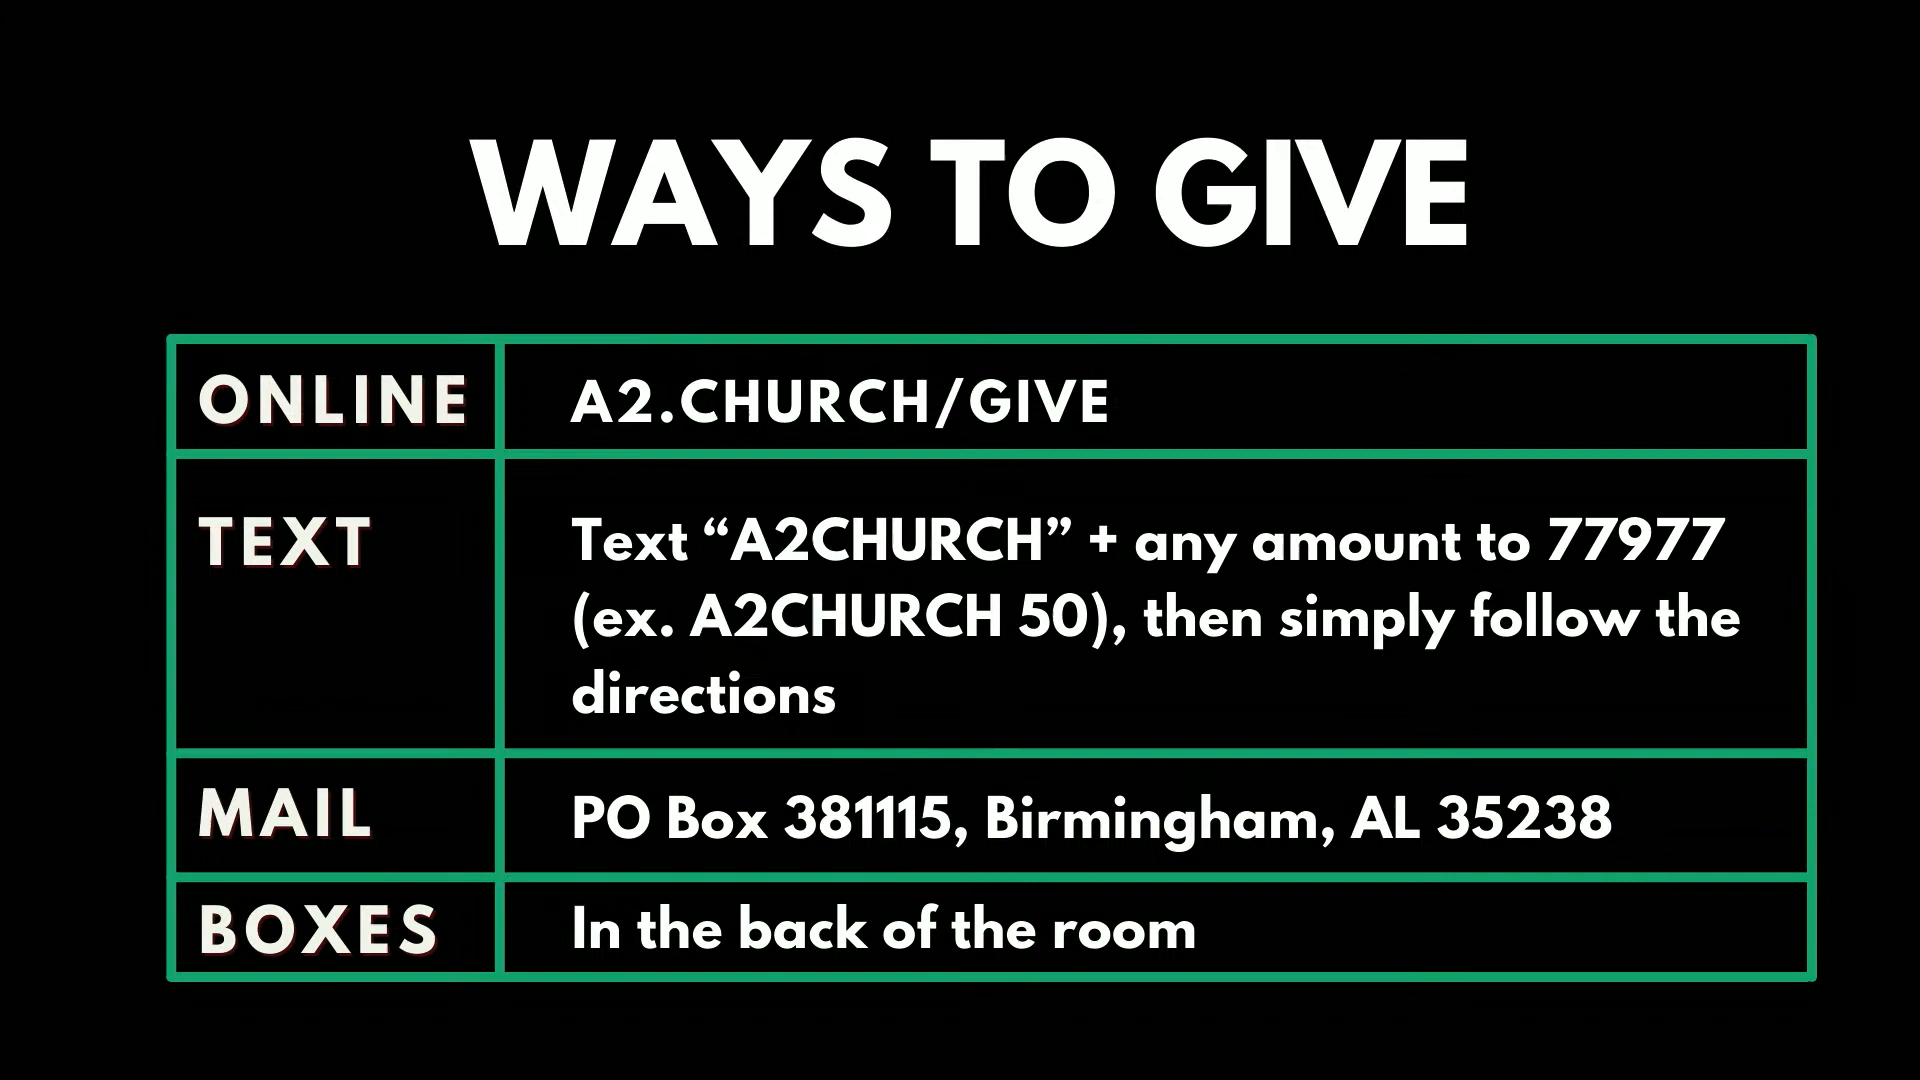 WAYS TO GIVE
ONLINE
A2.CHURCH/GIVE
TEXT
Text “A2CHURCH” + any amount to 77977
(ex. A2CHURCH 50), then simply follow the
directions
MAIL
PO Box 381115, Birmingham, AL 35238
BOXES
In the back of the room